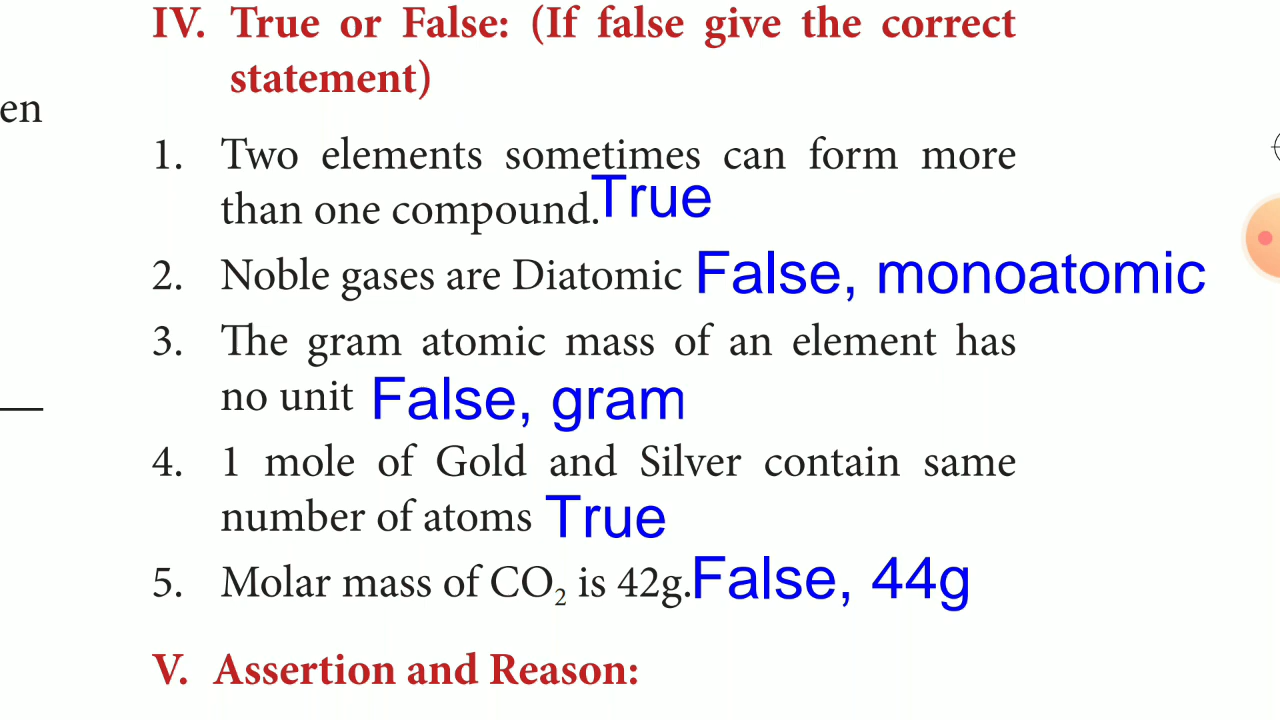 IV. True or False: (If false give the correct
statement)
en
1. Two elements sometimes can form more
than one compound.True
2. Noble gases are Diatomic False, monoatomic
3. The gram atomic mass of an element has
no unit False, gram
4. 1 mole of Gold and Silver contain same
number of atoms True
5. Molar mass of CO₂ is 42g.False, 44g
V. Assertion and Reason: